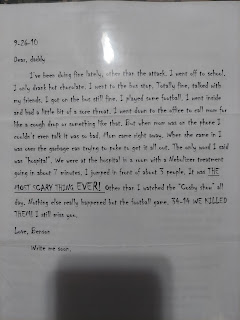 9-26-10
Dear, daddy
I've been doing fine lately, other than the attack. I went off to school.
I only drank hot chocolate. I went to the bus stop. Totally fine, talked with
my friends. I got on the bus still fine. I played some football. I went inside
and had a little bit of a sore throat. I went down to the office to call mom for
like a cough drop or something like that. But when mom was on the phone I
couldn't even talk it was so bad. Mom came right away. When she came in I
was over the garbage can trying to puke to get it all out. The only word I said
was "hospital". We were at the hospital in a room with a Nebulizer treatment
going in about 7 minutes. I jumped in front of about 3 people. It was THE
MOST SCARY THING EVER! Other than I watched the "Cosby show" all
day. Nothing else really happened but the football game. 34-14 WE KILLED
THEM! I still miss you.
Love, Benson
Write me soon.